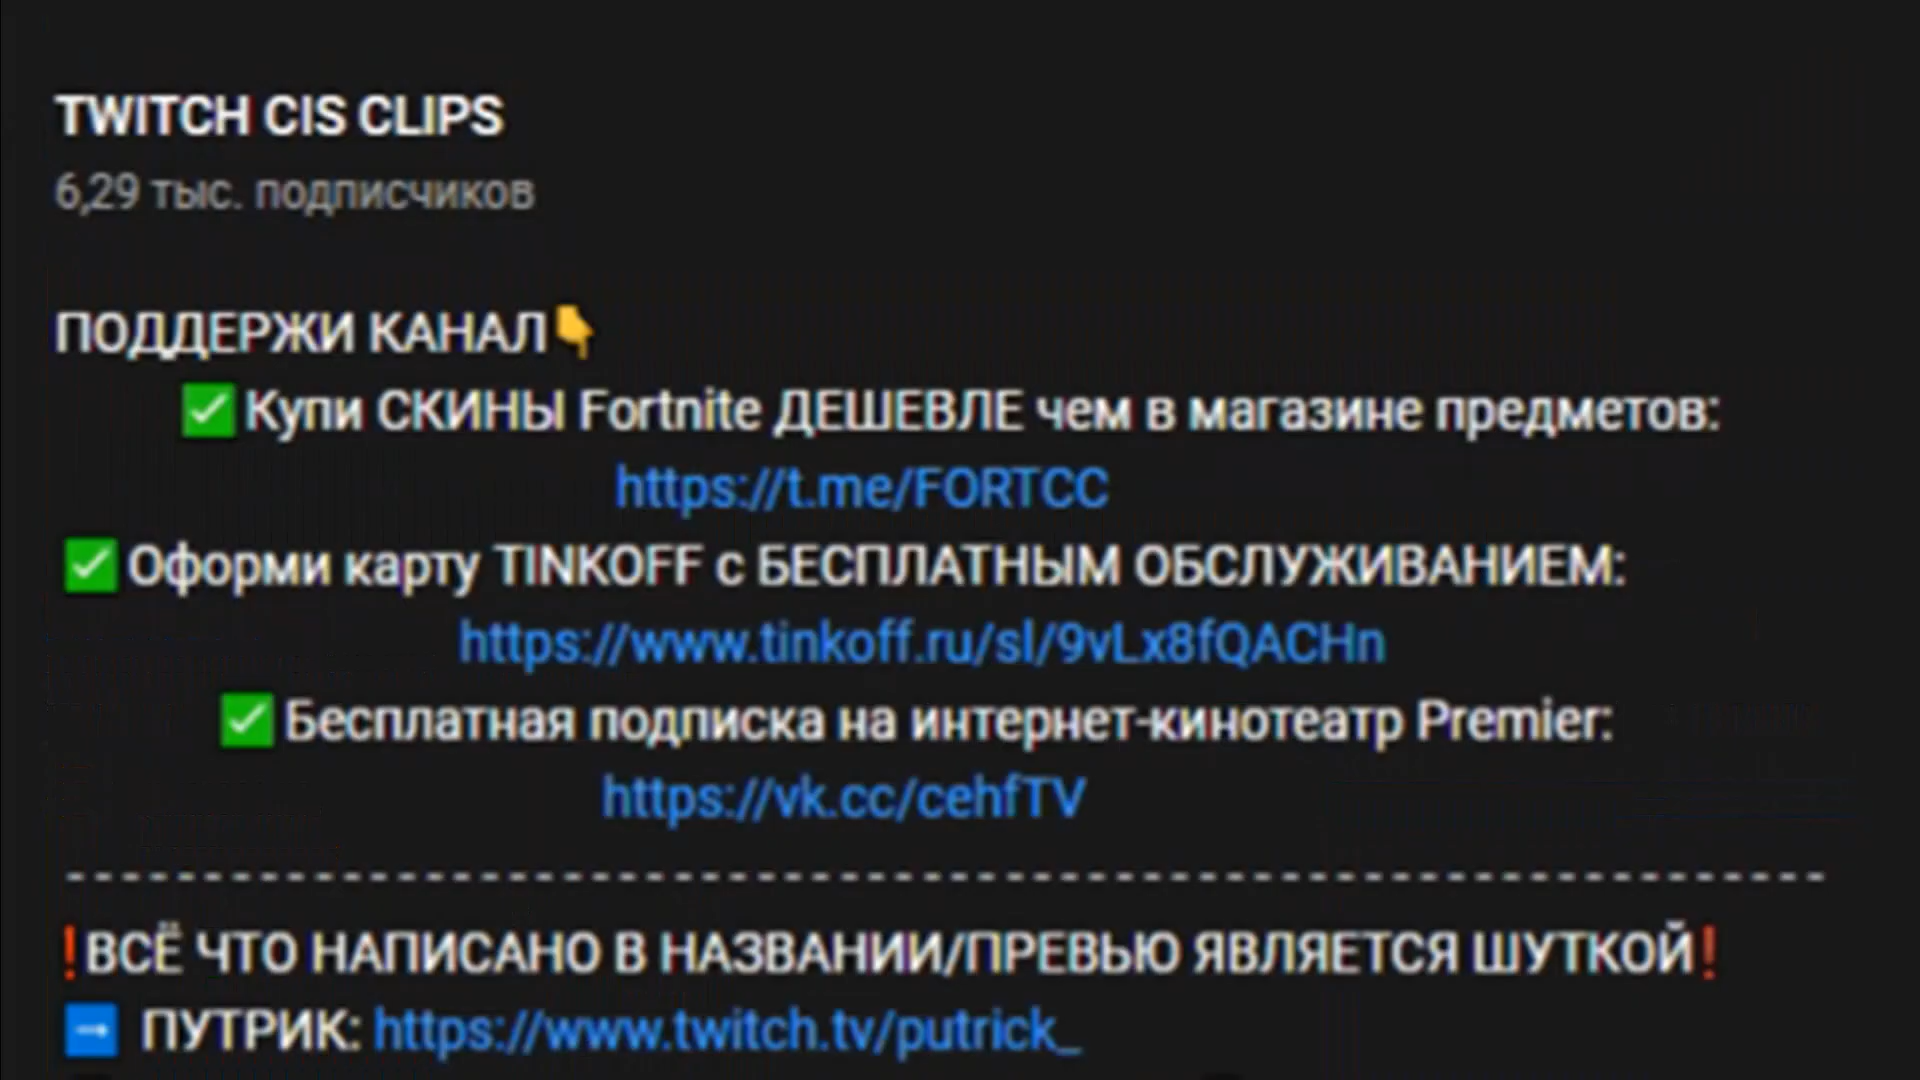 TWITCH CIS CLIPS
6,29 тыс. подписчиков
ПОДДЕРЖИ КАНАЛ👇
✅ Купи СКИНЫ Fortnite ДЕШЕВЛЕ чем в магазине предметов:
https://t.me/FORTCC
✅ Оформи карту TINKOFF с БЕСПЛАТНЫМ ОБСЛУЖИВАНИЕМ:
https://www.tinkoff.ru/sl/9vLx8fQACHn
✅ Бесплатная подписка на интернет-кинотеатр Premier:
https://vk.cc/cehfTV
----------------------------------------------------------------
❗ВСЁ ЧТО НАПИСАНО В НАЗВАНИИ/ПРЕВЬЮ ЯВЛЯЕТСЯ ШУТКОЙ❗
➡ ПУТРИК: https://www.twitch.tv/putrick_